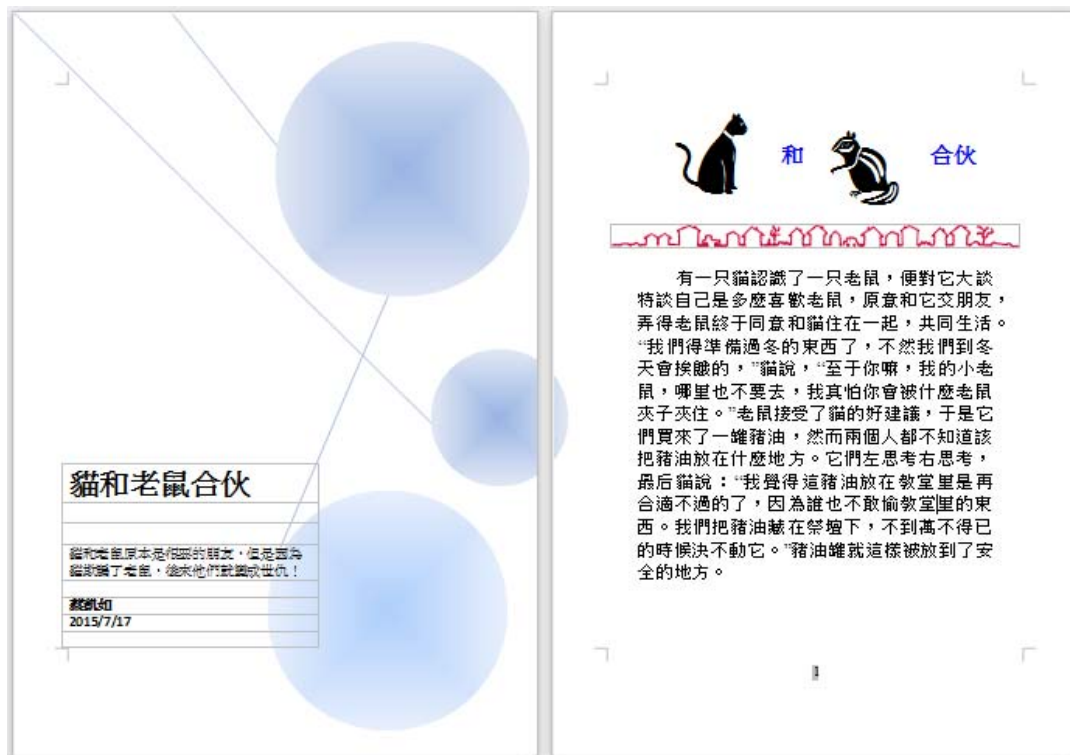 貓和老鼠合伙
貓和老鼠原本是很要的朋友，但是因為
貓欺騙了老鼠，後來他們就變成世仇！
2015/7/17
和 合伙
有一只貓認識了一只老鼠，便對它大談
特談自己是多麼喜歡老鼠，原意和它交朋友，
弄得老鼠終于同意和貓住在一起，共同生活。
“我們得準備過冬的東西了，不然我們到冬
天會挨餓的，”貓說，“至于你嘛，我的小老
鼠，哪里也不要去，我真怕你會被什麼老鼠
夾子夾住。”老鼠接受了貓的好建議，于是它
們買來了一罐豬油，然而兩個人都不知道該
把豬油放在什麼地方。它們左思考右思考，
最后貓說：“我覺得這豬油放在教堂里是再
合適不過的了，因為誰也不敢偷教堂里的東
西。我們把豬油藏在祭壇下，不到萬不得已
的時候決不動它。”豬油罐就這樣被放到了安
全的地方。
1